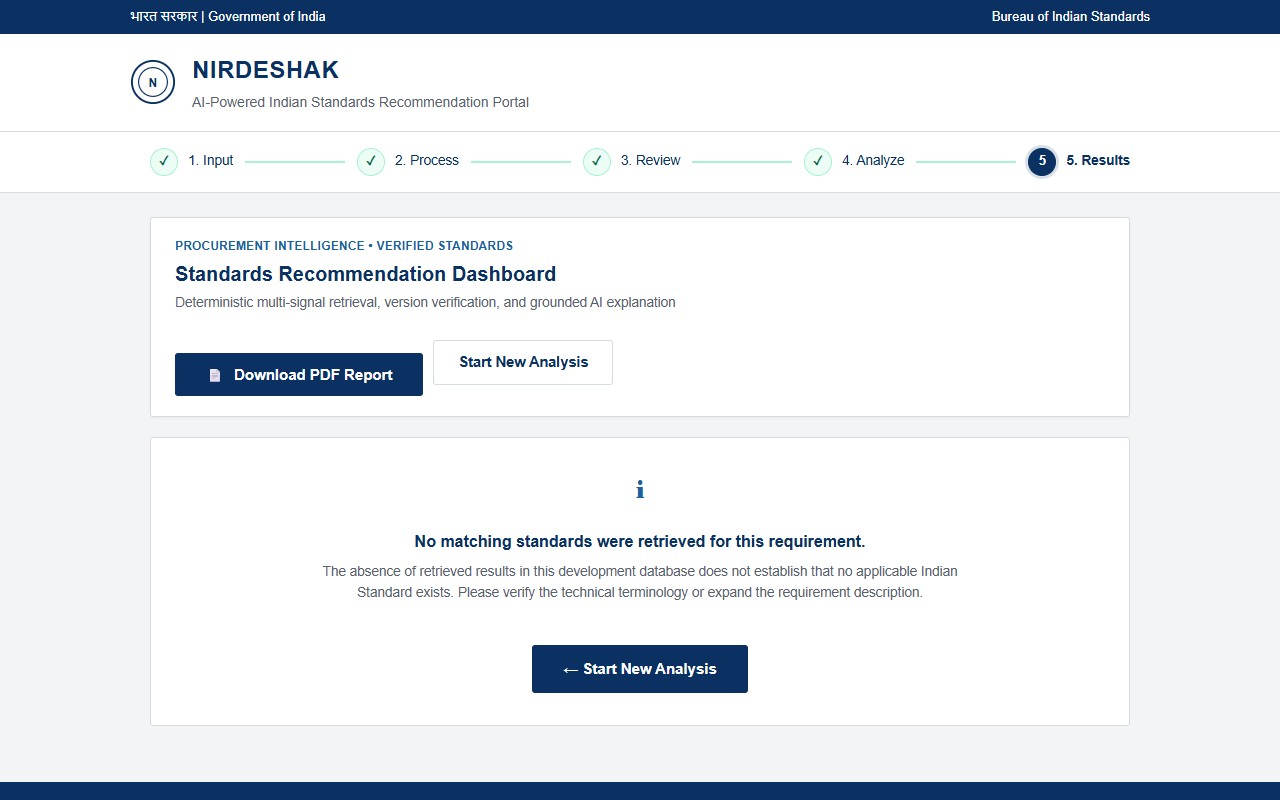 भारत सरकार | Government of India
Bureau of Indian Standards
N
NIRDESHAK
AI-Powered Indian Standards Recommendation Portal
✓ 1. Input
✓ 2. Process
✓ 3. Review
✓ 4. Analyze
5 5. Results
PROCUREMENT INTELLIGENCE • VERIFIED STANDARDS
Standards Recommendation Dashboard
Deterministic multi-signal retrieval, version verification, and grounded AI explanation
Download PDF Report
Start New Analysis
i
No matching standards were retrieved for this requirement.
The absence of retrieved results in this development database does not establish that no applicable Indian
Standard exists. Please verify the technical terminology or expand the requirement description.
← Start New Analysis